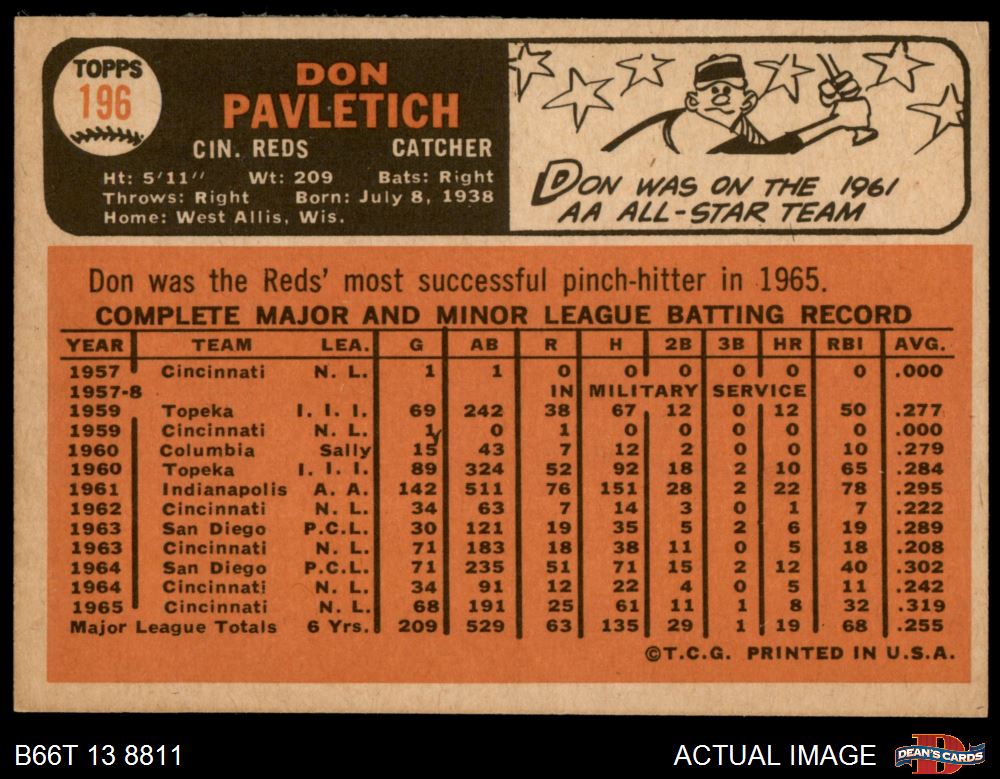 TOPPS
196
DON
PAVLETICH
CIN. REDS CATCHER
Ht: 5'11" Wt: 209 Bats: Right
Throws: Right Born: July 8, 1938
Home: West Allis, Wis.
DON WAS ON THE 1961
AA ALL-STAR TEAM
Don was the Reds' most successful pinch-hitter in 1965.
COMPLETE MAJOR AND MINOR LEAGUE BATTING RECORD
YEAR TEAM LEA. G AB R H 2B 3B HR RBI AVG.
1957 Cincinnati N. L. 1 1 0 0 0 0 0 0 .000
1957-8 IN MILITARY SERVICE
1959 Topeka I. I. I. 69 242 38 67 12 0 12 50 .277
1959 Cincinnati N. L. 1 0 1 0 0 0 0 0 .000
1960 Columbia Sally 15 43 7 12 2 0 0 10 .279
1960 Topeka I. I. I. 89 324 52 92 18 2 10 65 .284
1961 Indianapolis A. A. 142 511 76 151 28 2 22 78 .295
1962 Cincinnati N. L. 34 63 7 14 3 0 1 7 .222
1963 San Diego P.C.L. 30 121 19 35 5 2 6 19 .289
1963 Cincinnati N. L. 71 183 18 38 11 0 5 18 .208
1964 San Diego P.C.L. 71 235 51 71 15 2 12 40 .302
1964 Cincinnati N. L. 34 91 12 22 4 0 5 11 .242
1965 Cincinnati N. L. 68 191 25 61 11 1 8 32 .319
Major League Totals 6 Yrs. 209 529 63 135 29 1 19 68 .255
©T.C.G. PRINTED IN U.S.A.
B66T 13 8811 ACTUAL IMAGE DEAN'S CARDS